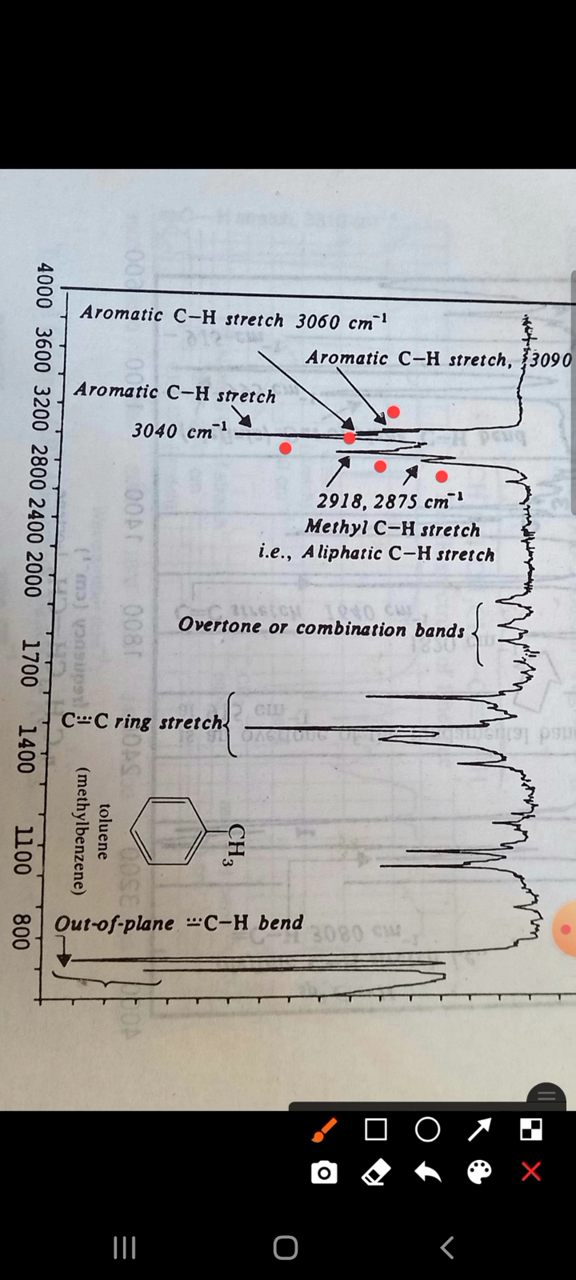 4000 3600 3200 2800 2400 2000 1700 1400 1100 800
Aromatic C-H stretch 3060 cm⁻¹
Aromatic C-H stretch, 3090
Aromatic C-H stretch
3040 cm⁻¹
2918, 2875 cm⁻¹
Methyl C-H stretch
i.e., Aliphatic C-H stretch
Overtone or combination bands
C⩧C ring stretch
CH₃
toluene
(methylbenzene)
Out-of-plane ⩧C-H bend